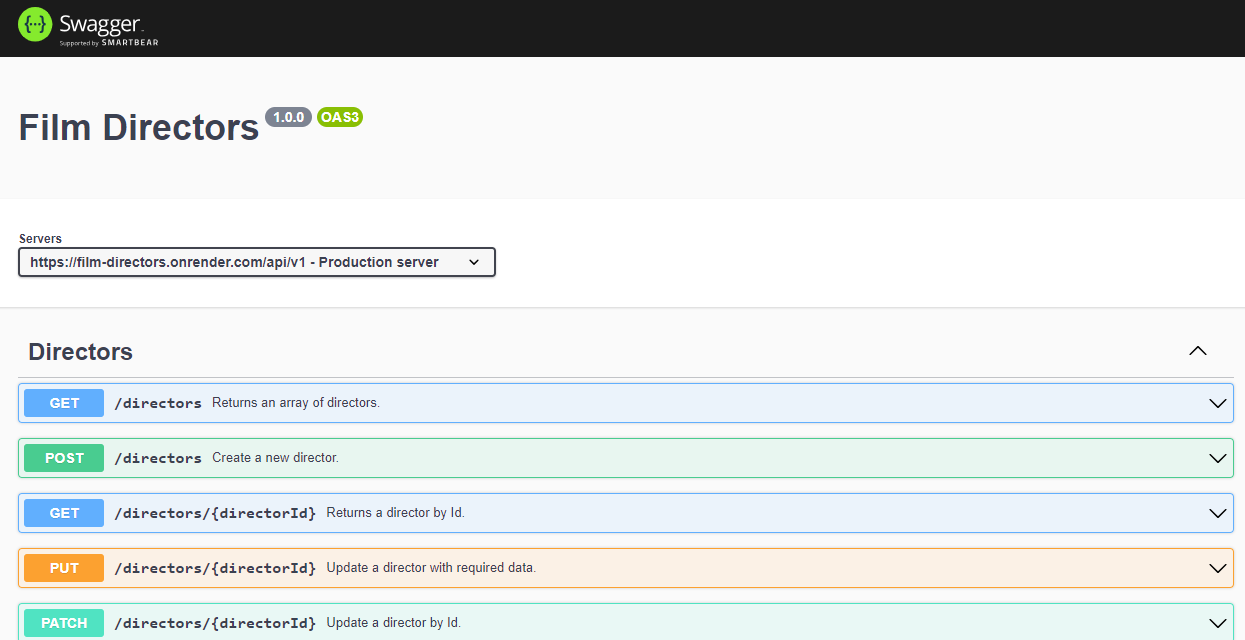 {···} Swagger.
Supported by SMARTBEAR
Film Directors 1.0.0 OAS3
Servers
https://film-directors.onrender.com/api/v1 - Production server
Directors
GET /directors Returns an array of directors.
POST /directors Create a new director.
GET /directors/{directorId} Returns a director by Id.
PUT /directors/{directorId} Update a director with required data.
PATCH /directors/{directorId} Update a director by Id.